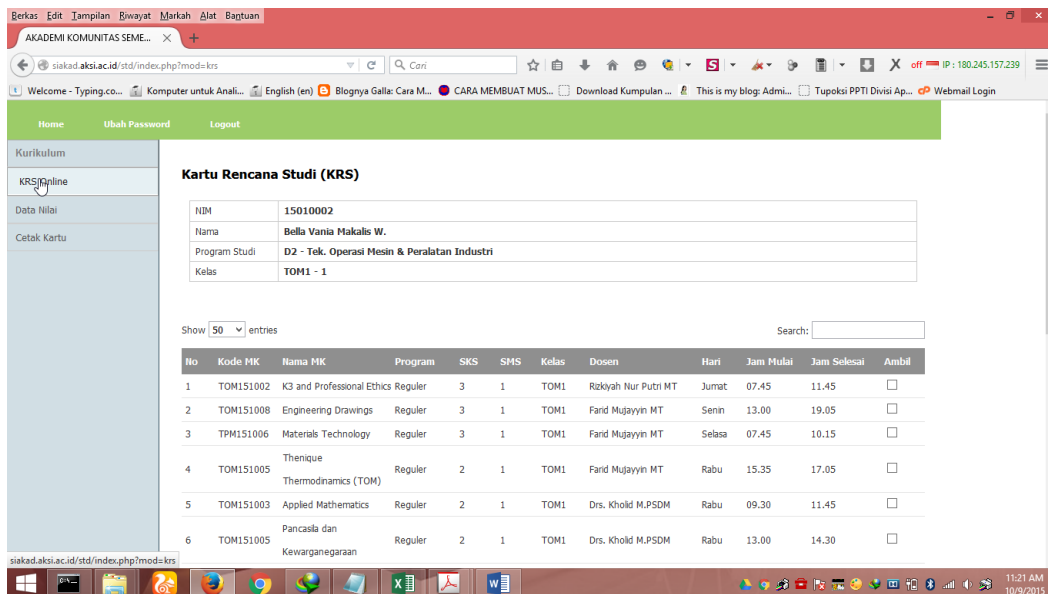 Berkas Edit Tampilan Riwayat Markah Alat Bantuan
AKADEMI KOMUNITAS SEME...
siakad.aksi.ac.id/std/index.php?mod=krs Cari off IP : 180.245.157.239
Welcome - Typing.co... Komputer untuk Anali... English (en) Blognya Galla: Cara M... CARA MEMBUAT MUS... Download Kumpulan ... This is my blog: Admi... Tupoksi PPTI Divisi Ap... Webmail Login
Home Ubah Password Logout
Kurikulum
KRS Online
Data Nilai
Cetak Kartu
Kartu Rencana Studi (KRS)
NIM 15010002
Nama Bella Vania Makalis W.
Program Studi D2 - Tek. Operasi Mesin & Peralatan Industri
Kelas TOM1 - 1
Show 50 entries Search:
No Kode MK Nama MK Program SKS SMS Kelas Dosen Hari Jam Mulai Jam Selesai Ambil
1 TOM151002 K3 and Professional Ethics Reguler 3 1 TOM1 Rizkiyah Nur Putri MT Jumat 07.45 11.45
2 TOM151008 Engineering Drawings Reguler 3 1 TOM1 Farid Mujayyin MT Senin 13.00 19.05
3 TPM151006 Materials Technology Reguler 3 1 TOM1 Farid Mujayyin MT Selasa 07.45 10.15
Thenique
4 TOM151005 Reguler 2 1 TOM1 Farid Mujayyin MT Rabu 15.35 17.05
Thermodinamics (TOM)
5 TOM151003 Applied Mathematics Reguler 2 1 TOM1 Drs. Kholid M.PSDM Rabu 09.30 11.45
Pancasila dan
6 TOM151005 Reguler 2 1 TOM1 Drs. Kholid M.PSDM Rabu 13.00 14.30
Kewarganegaraan
siakad.aksi.ac.id/std/index.php?mod=krs
11:21 AM
10/9/2015